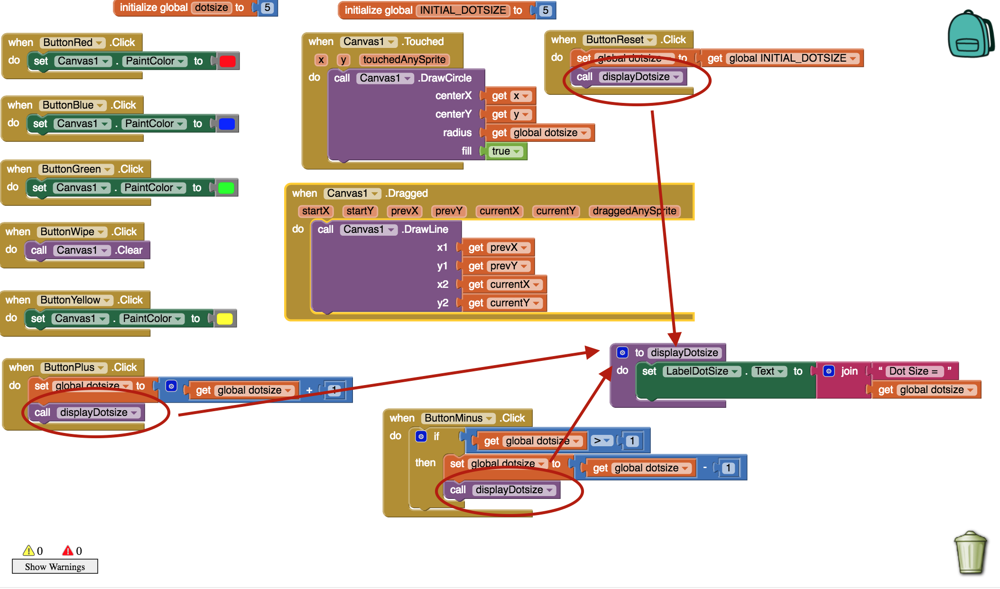 initialize global dotsize to 5
initialize global INITIAL_DOTSIZE to 5
when ButtonRed .Click
do set Canvas1 . PaintColor to
when ButtonBlue .Click
do set Canvas1 . PaintColor to
when ButtonGreen .Click
do set Canvas1 . PaintColor to
when ButtonWipe .Click
do call Canvas1 .Clear
when ButtonYellow .Click
do set Canvas1 . PaintColor to
when ButtonPlus .Click
do set global dotsize to get global dotsize + 1
call displayDotsize
when Canvas1 .Touched
x y touchedAnySprite
do call Canvas1 .DrawCircle
centerX get x
centerY get y
radius get global dotsize
fill true
when ButtonReset .Click
do set global dotsize to get global INITIAL_DOTSIZE
call displayDotsize
when Canvas1 .Dragged
startX startY prevX prevY currentX currentY draggedAnySprite
do call Canvas1 .DrawLine
x1 get prevX
y1 get prevY
x2 get currentX
y2 get currentY
to displayDotsize
do set LabelDotSize . Text to join " Dot Size = "
get global dotsize
when ButtonMinus .Click
do if get global dotsize > 1
then set global dotsize to get global dotsize - 1
call displayDotsize
0 0
Show Warnings